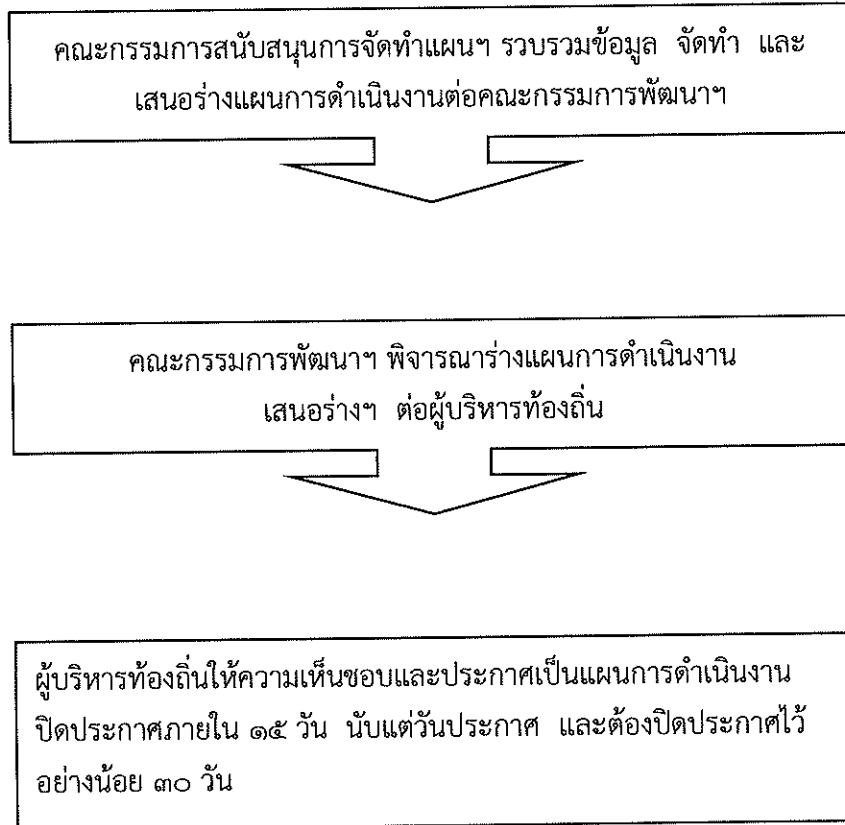 คณะกรรมการสนับสนุนการจัดทำแผนฯ รวบรวมข้อมูล จัดทำ และ
เสนอร่างแผนการดำเนินงานต่อคณะกรรมการพัฒนาฯ
คณะกรรมการพัฒนาฯ พิจารณาร่างแผนการดำเนินงาน
เสนอร่างฯ ต่อผู้บริหารท้องถิ่น
ผู้บริหารท้องถิ่นให้ความเห็นชอบและประกาศเป็นแผนการดำเนินงาน
ปิดประกาศภายใน ๑๕ วัน นับแต่วันประกาศ และต้องปิดประกาศไว้
อย่างน้อย ๓๐ วัน